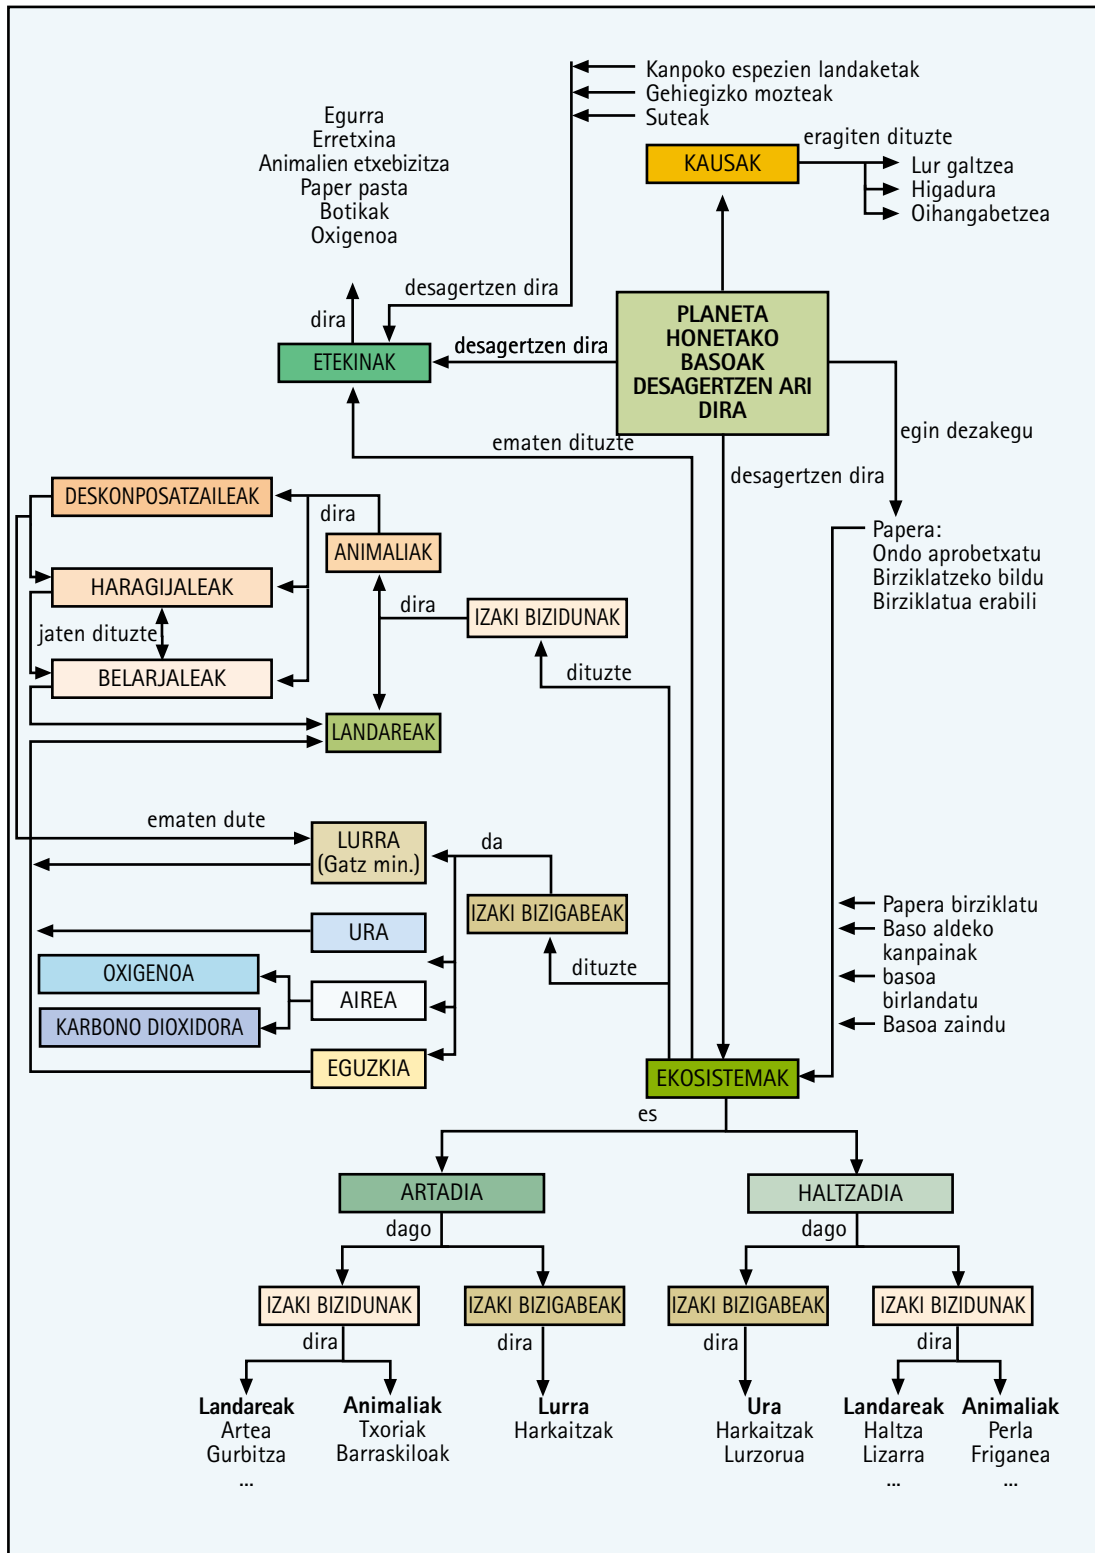 Kanpoko espezien landaketak
Gehiegizko mozteak
Suteak
Egurra
Erretxina
Animalien etxebizitza
Paper pasta
Botikak
Oxigenoa
eragiten dituzte
KAUSAK
Lur galtzea
Higadura
Oihangabetzea
desagertzen dira
dira
PLANETA
HONETAKO
BASOAK
DESAGERTZEN ARI
DIRA
ETEKINAK
desagertzen dira
egin dezakegu
ematen dituzte
desagertzen dira
DESKONPOSATZAILEAK
dira
ANIMALIAK
Papera:
Ondo aprobetxatu
Birziklatzeko bildu
Birziklatua erabili
HARAGIJALEAK
dira
IZAKI BIZIDUNAK
jaten dituzte
BELARJALEAK
dituzte
LANDAREAK
ematen dute
LURRA
(Gatz min.)
da
IZAKI BIZIGABEAK
Papera birziklatu
Baso aldeko
kanpainak
basoa
birlandatu
Basoa zaindu
URA
OXIGENOA
dituzte
AIREA
KARBONO DIOXIDORA
EGUZKIA
EKOSISTEMAK
es
ARTADIA
HALTZADIA
dago
dago
IZAKI BIZIDUNAK
IZAKI BIZIGABEAK
IZAKI BIZIGABEAK
IZAKI BIZIDUNAK
dira
dira
dira
dira
Landareak
Artea
Gurbitza
...
Animaliak
Txoriak
Barraskiloak
Lurra
Harkaitzak
Ura
Harkaitzak
Lurzorua
Landareak
Haltza
Lizarra
...
Animaliak
Perla
Friganea
...